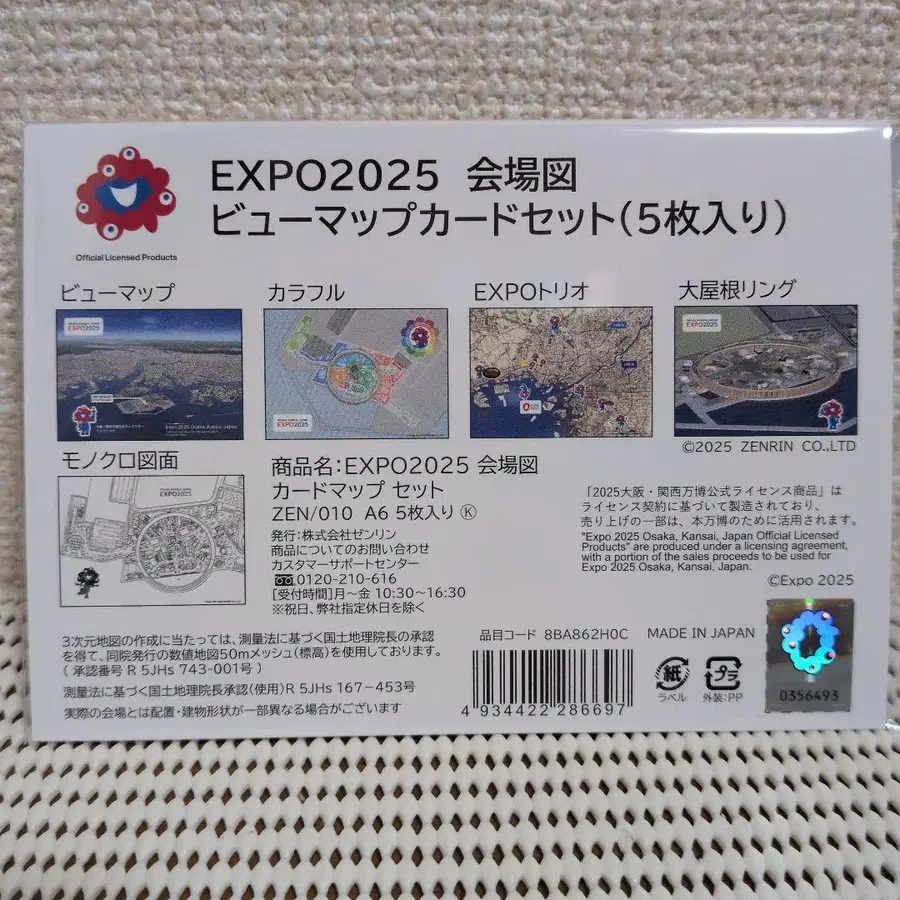 EXPO2025 会場図
ビューマップカードセット(5枚入り)
Official Licensed Products
ビューマップ
カラフル
EXPOトリオ
大屋根リング
EXPO2025
Expo 2025 Osaka, Kansai, Japan
EXPO2025
EXPO2025
©2025 ZENRIN CO.,LTD
モノクロ図面
EXPO2025
商品名:EXPO2025 会場図
カードマップ セット
ZEN/010 A6 5枚入り Ⓚ
発行:株式会社ゼンリン
商品についてのお問い合わせ
カスタマーサポートセンター
0120-210-616
[受付時間]月〜金 10:30〜16:30
※祝日、弊社指定休日を除く
「2025大阪・関西万博公式ライセンス商品」は
ライセンス契約に基づいて製造されており、
売り上げの一部は、本万博のために活用されます。
"Expo 2025 Osaka, Kansai, Japan Official Licensed
Products" are produced under a licensing agreement,
with a portion of the sales proceeds to be used for
Expo 2025 Osaka, Kansai, Japan.
©Expo 2025
3次元地図の作成に当たっては、測量法に基づく国土地理院長の承認
を得て、同院発行の数値地図50mメッシュ(標高)を使用しております。
(承認番号 R 5JHs 743-001号)
測量法に基づく国土地理院長承認(使用)R 5JHs 167-453号
実際の会場とは配置・建物形状が一部異なる場合がございます
品目コード 8BA862H0C
MADE IN JAPAN
4 934422 286697
紙
ラベル
プラ
外装:PP
0356493